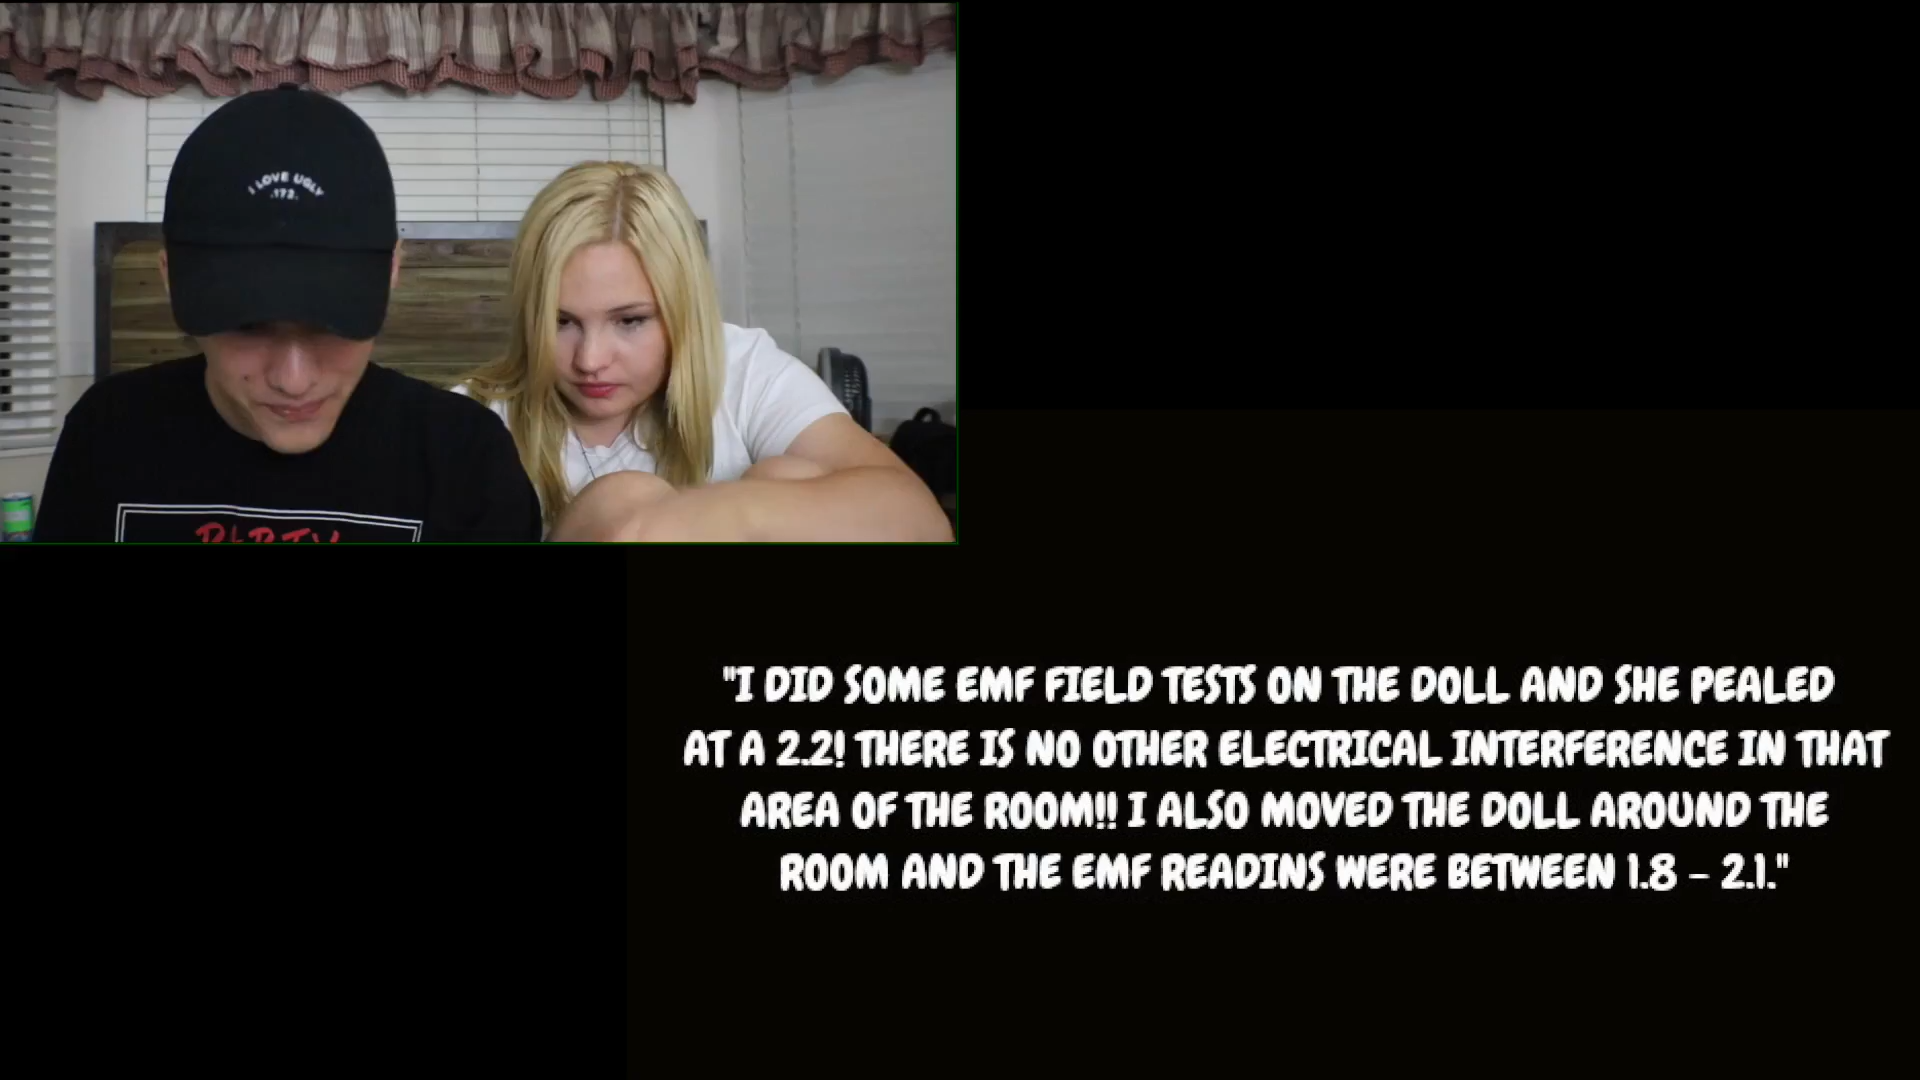 I LOVE UGLY
.172.
DIRTY
"I DID SOME EMF FIELD TESTS ON THE DOLL AND SHE PEALED
AT A 2.2! THERE IS NO OTHER ELECTRICAL INTERFERENCE IN THAT
AREA OF THE ROOM!! I ALSO MOVED THE DOLL AROUND THE
ROOM AND THE EMF READINS WERE BETWEEN 1.8 - 2.1."